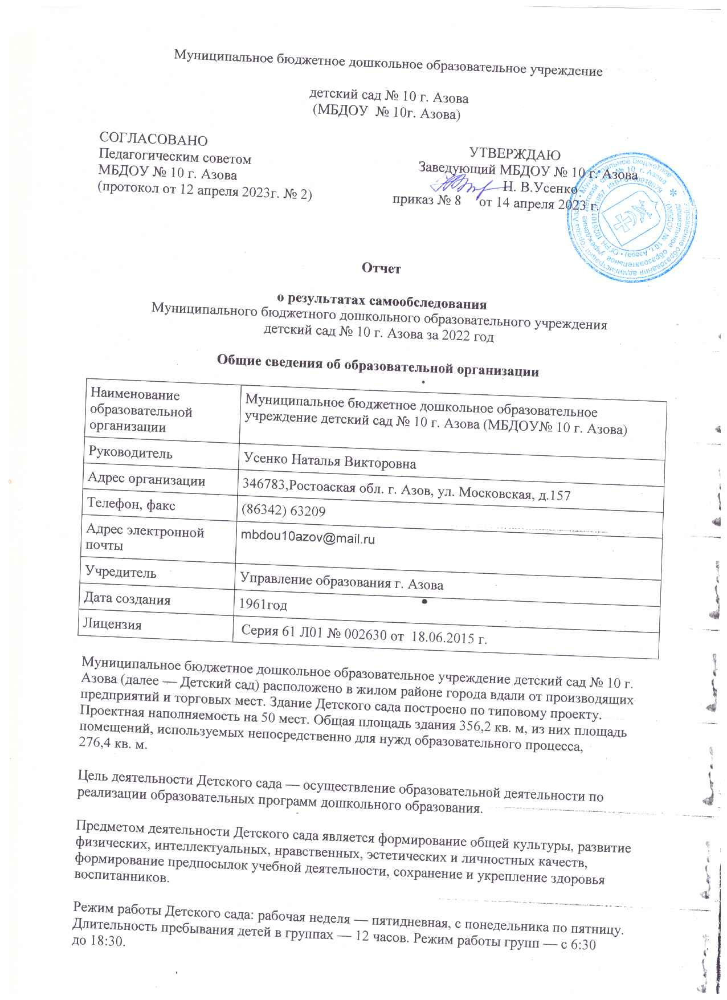 Муниципальное бюджетное дошкольное образовательное учреждение
детский сад № 10 г. Азова
(МБДОУ № 10г. Азова)
СОГЛАСОВАНО
Педагогическим советом
МБДОУ № 10 г. Азова
(протокол от 12 апреля 2023г. № 2)
УТВЕРЖДАЮ
Заведующий МБДОУ № 10 г. Азова
Н. В.Усенко
приказ № 8 от 14 апреля 2023 г.
Отчет
о результатах самообследования
Муниципального бюджетного дошкольного образовательного учреждения
детский сад № 10 г. Азова за 2022 год
Общие сведения об образовательной организации
Наименование
образовательной
организации
Муниципальное бюджетное дошкольное образовательное
учреждение детский сад № 10 г. Азова (МБДОУ№ 10 г. Азова)
Руководитель
Усенко Наталья Викторовна
Адрес организации
346783,Ростоаская обл. г. Азов, ул. Московская, д.157
Телефон, факс
(86342) 63209
Адрес электронной
почты
mbdou10azov@mail.ru
Учредитель
Управление образования г. Азова
Дата создания
1961год
Лицензия
Серия 61 Л01 № 002630 от 18.06.2015 г.
Муниципальное бюджетное дошкольное образовательное учреждение детский сад № 10 г.
Азова (далее — Детский сад) расположено в жилом районе города вдали от производящих
предприятий и торговых мест. Здание Детского сада построено по типовому проекту.
Проектная наполняемость на 50 мест. Общая площадь здания 356,2 кв. м, из них площадь
помещений, используемых непосредственно для нужд образовательного процесса,
276,4 кв. м.
Цель деятельности Детского сада — осуществление образовательной деятельности по
реализации образовательных программ дошкольного образования.
Предметом деятельности Детского сада является формирование общей культуры, развитие
физических, интеллектуальных, нравственных, эстетических и личностных качеств,
формирование предпосылок учебной деятельности, сохранение и укрепление здоровья
воспитанников.
Режим работы Детского сада: рабочая неделя — пятидневная, с понедельника по пятницу.
Длительность пребывания детей в группах — 12 часов. Режим работы групп — с 6:30
до 18:30.